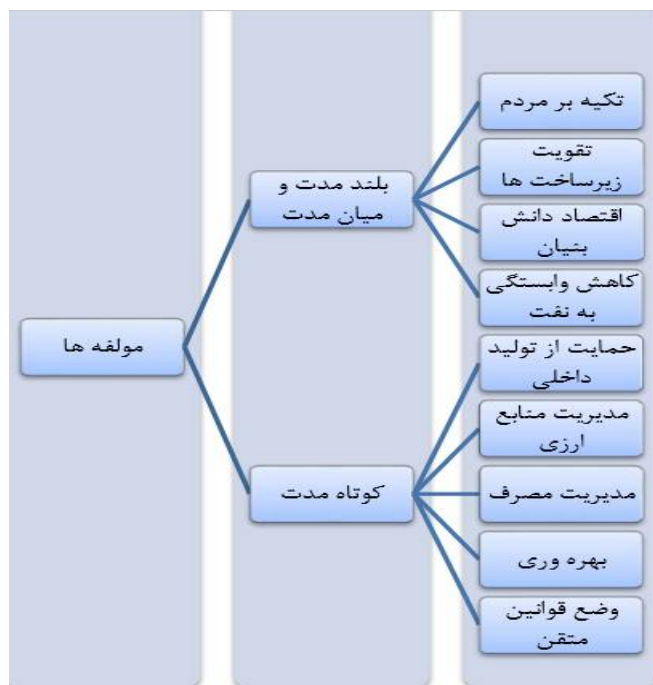 مولفه ها
بلند مدت و
میان مدت
تکیه بر مردم
تقویت
زیرساخت ها
اقتصاد دانش
بنیان
کاهش وابستگی
به نفت
کوتاه مدت
حمایت از تولید
داخلی
مدیریت منابع
ارزی
مدیریت مصرف
بهره وری
وضع قوانین
متقن